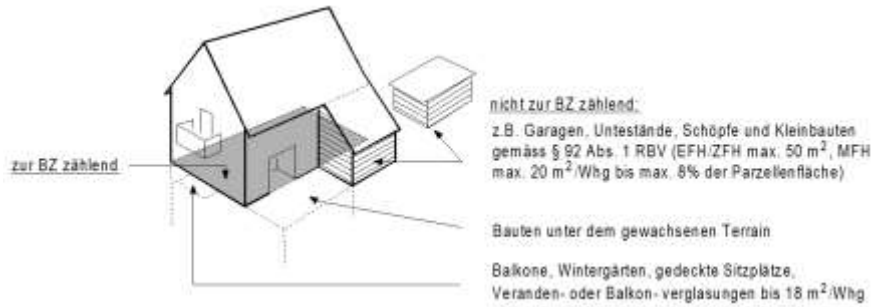 nicht zur BZ zählend:
z.B. Garagen, Unterstände, Schöpfe und Kleinbauten
gemäss § 92 Abs. 1 RBV (EFH/ZFH max. 50 m², MFH
max. 20 m²/Whg bis max. 8% der Parzellenfläche)
zur BZ zählend
Bauten unter dem gewachsenen Terrain
Balkone, Wintergärten, gedeckte Sitzplätze,
Veranden- oder Balkon- verglasungen bis 18 m²/Whg